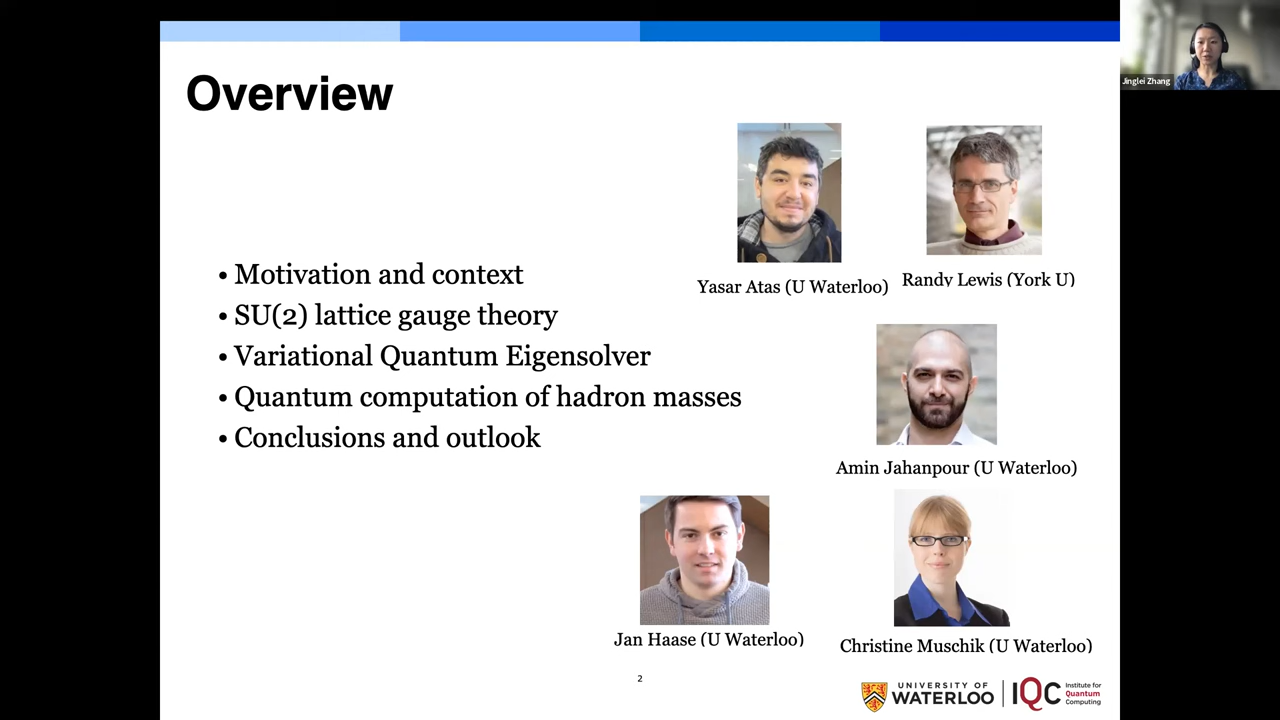 Overview
Jinglei Zhang
• Motivation and context
• SU(2) lattice gauge theory
• Variational Quantum Eigensolver
• Quantum computation of hadron masses
• Conclusions and outlook
Yasar Atas (U Waterloo)
Randy Lewis (York U)
Amin Jahanpour (U Waterloo)
Jan Haase (U Waterloo)
Christine Muschik (U Waterloo)
2
UNIVERSITY OF
WATERLOO
IQC
Institute for
Quantum
Computing